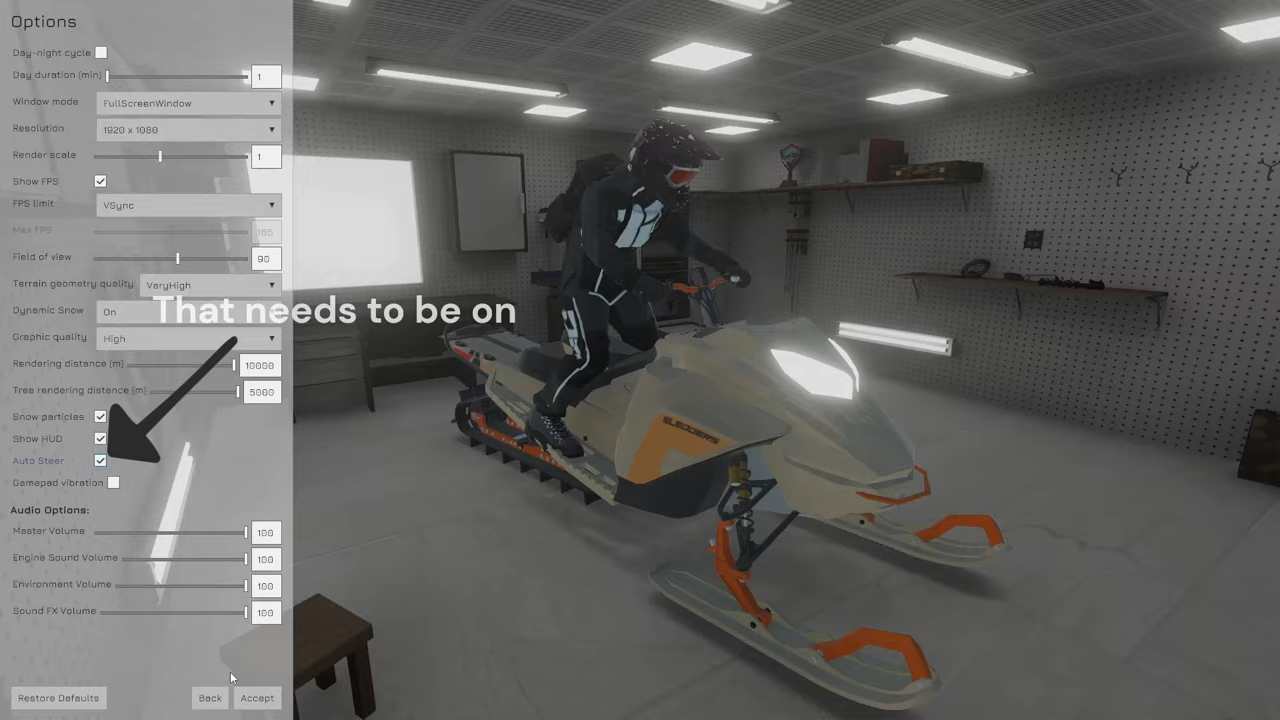 Options
Day-night cycle
Day duration (min) 1
Window mode FullScreenWindow
Resolution 1920 x 1080
Render scale 1
Show FPS
FPS limit VSync
Max FPS 165
Field of view 90
Terrain geometry quality VeryHigh
Dynamic Snow On
That needs to be on
Graphic quality High
Rendering distance (m) 10000
Tree rendering distance (m) 5000
Snow particles
Show HUD
Auto Steer
Gamepad vibration
Audio Options:
Master Volume 100
Engine Sound Volume 100
Environment Volume 100
Sound FX Volume 100
Restore Defaults Back Accept
SLEDDERS